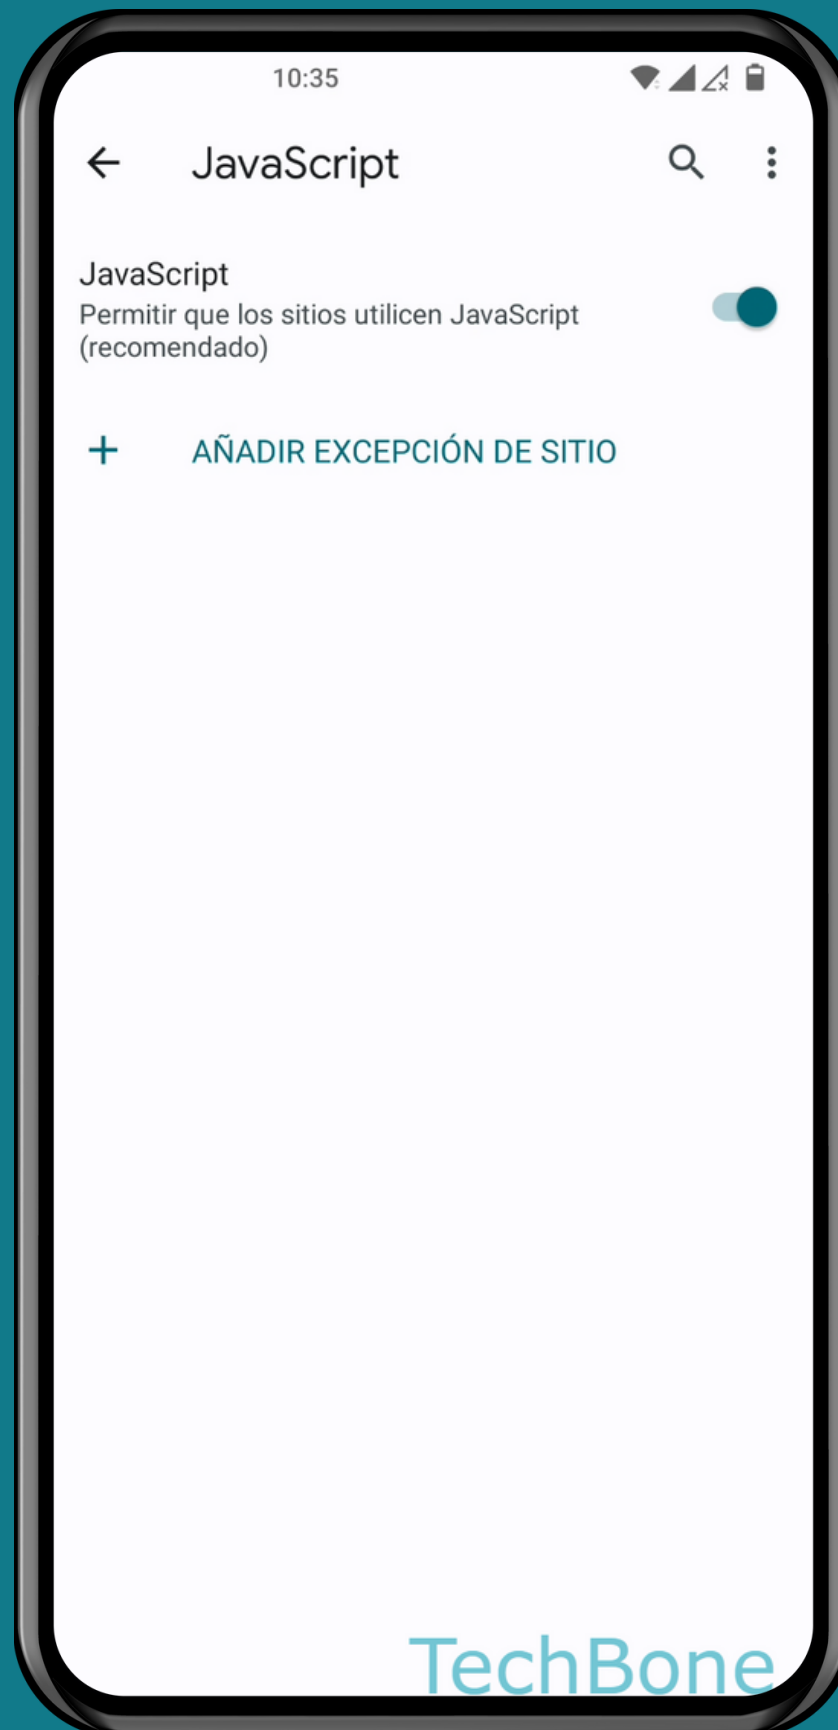 10:35
JavaScript
JavaScript
Permitir que los sitios utilicen JavaScript
(recomendado)
AÑADIR EXCEPCIÓN DE SITIO
TechBone